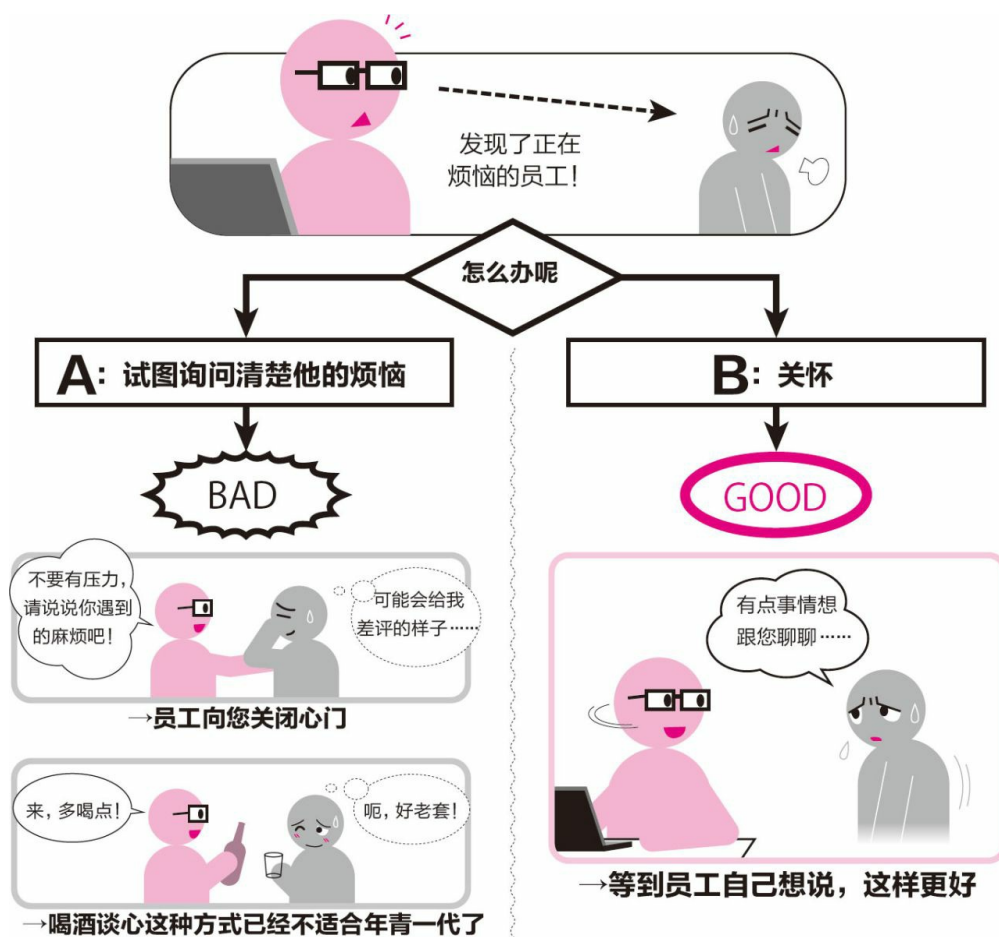 发现了正在
烦恼的员工!
怎么办呢
A:试图询问清楚他的烦恼
BAD
不要有压力,
请说说你遇到
的麻烦吧!
可能会给我
差评的样子……
→员工向您关闭心门
来,多喝点!
呃,好老套!
→喝酒谈心这种方式已经不适合年青一代了
B:关怀
GOOD
有点事情想
跟您聊聊……
→等到员工自己想说,这样更好